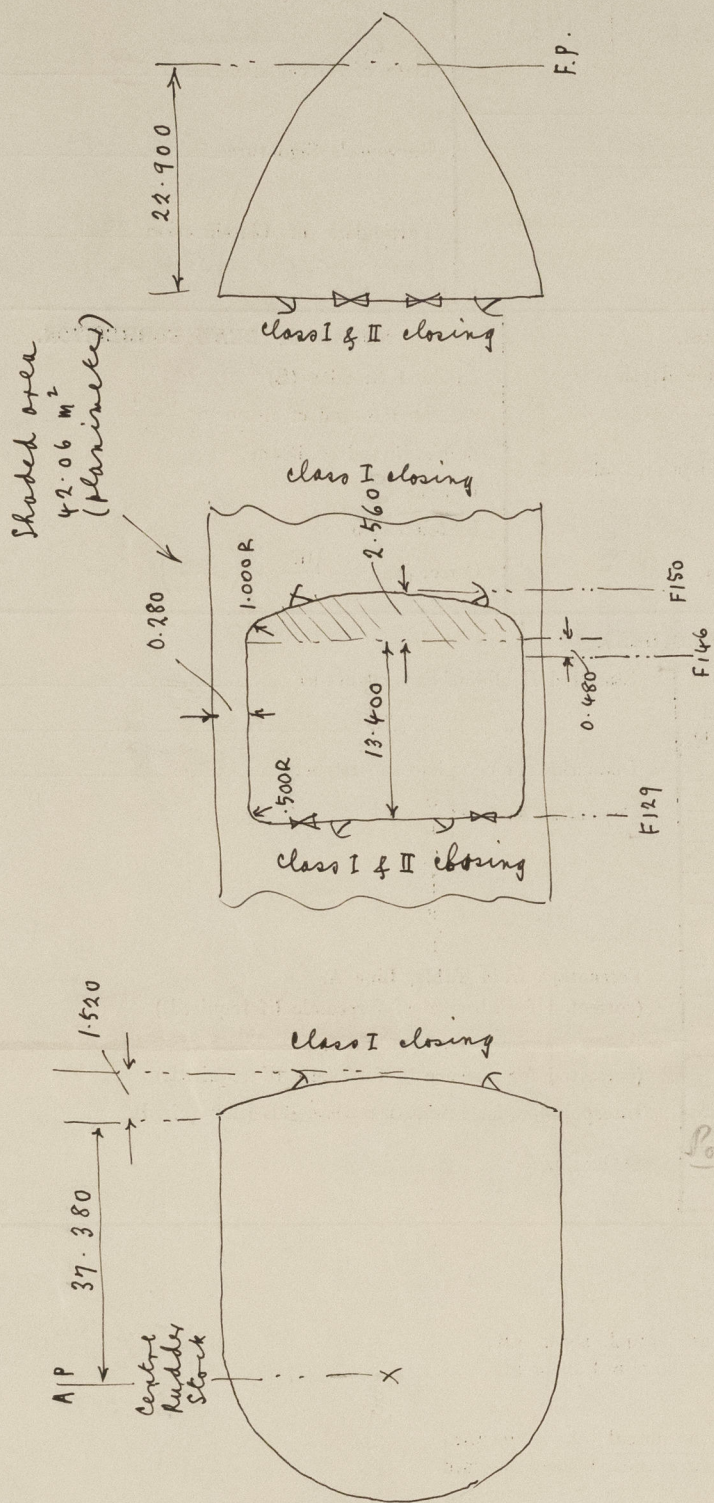 22.900
F.P.
Class I & II closing
Shaded area
42.06 m²
(Planimeter)
class I closing
0.280
1.000R
2.560
F150
13.400
0.480
F146
.500R
F129
Class I & II closing
1.520
class I closing
37.380
A|P
Centre
Rudder
Stock